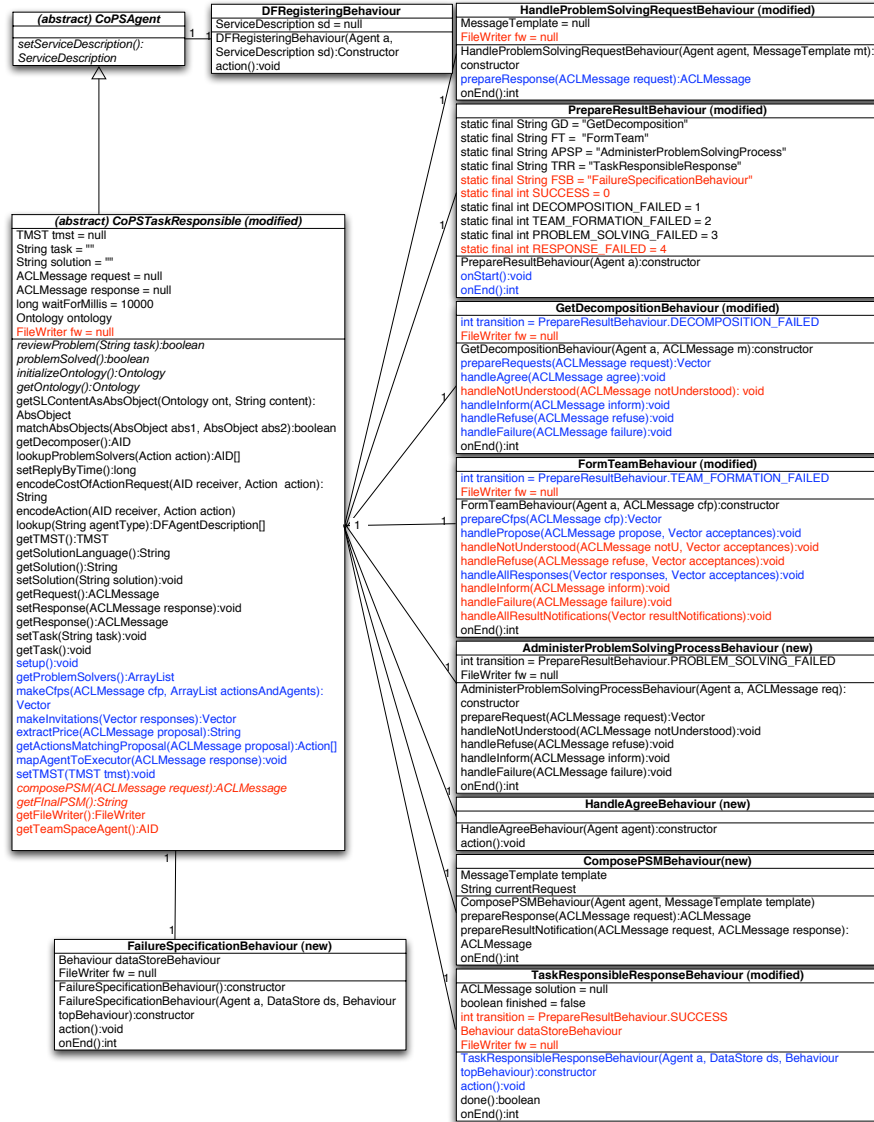 (abstract) CoPSAgent
setServiceDescription():
ServiceDescription
1
1
DFRegisteringBehaviour
ServiceDescription sd = null
DFRegisteringBehaviour(Agent a,
ServiceDescription sd):Constructor
action():void
HandleProblemSolvingRequestBehaviour (modified)
MessageTemplate = null
FileWriter fw = null
HandleProblemSolvingRequestBehaviour(Agent agent, MessageTemplate mt):
constructor
prepareResponse(ACLMessage request):ACLMessage
onEnd():int
1
PrepareResultBehaviour (modified)
static final String GD = "GetDecomposition"
static final String FT = "FormTeam"
static final String APSP = "AdministerProblemSolvingProcess"
static final String TRR = "TaskResponsibleResponse"
static final String FSB = "FailureSpecificationBehaviour"
static final int SUCCESS = 0
static final int DECOMPOSITION_FAILED = 1
static final int TEAM_FORMATION_FAILED = 2
static final int PROBLEM_SOLVING_FAILED = 3
static final int RESPONSE_FAILED = 4
PrepareResultBehaviour(Agent a):constructor
onStart():void
onEnd():int
1
(abstract) CoPSTaskResponsible (modified)
TMST tmst = null
String task = ""
String solution = ""
ACLMessage request = null
ACLMessage response = null
long waitForMillis = 10000
Ontology ontology
FileWriter fw = null
reviewProblem(String task):boolean
problemSolved():boolean
initializeOntology():Ontology
getOntology():Ontology
getSLContentAsAbsObject(Ontology ont, String content):
AbsObject
matchAbsObjects(AbsObject abs1, AbsObject abs2):boolean
getDecomposer():AID
lookupProblemSolvers(Action action):AID[]
setReplyByTime():long
encodeCostOfActionRequest(AID receiver, Action  action):
String
encodeAction(AID receiver, Action action)
lookup(String agentType):DFAgentDescription[]
getTMST():TMST
getSolutionLanguage():String
getSolution():String
setSolution(String solution):void
getRequest():ACLMessage
setResponse(ACLMessage response):void
getResponse():ACLMessage
setTask(String task):void
getTask():void
setup():void
getProblemSolvers():ArrayList
makeCfps(ACLMessage cfp, ArrayList actionsAndAgents):
Vector
makeInvitations(Vector responses):Vector
extractPrice(ACLMessage proposal):String
getActionsMatchingProposal(ACLMessage proposal):Action[]
mapAgentToExecutor(ACLMessage response):void
setTMST(TMST tmst):void
composePSM(ACLMessage request):ACLMessage
getFInalPSM():String
getFileWriter():FileWriter
getTeamSpaceAgent():AID
1
GetDecompositionBehaviour (modified)
int transition = PrepareResultBehaviour.DECOMPOSITION_FAILED
FileWriter fw = null
GetDecompositionBehaviour(Agent a, ACLMessage m):constructor
prepareRequests(ACLMessage request):Vector
handleAgree(ACLMessage agree):void
handleNotUnderstood(ACLMessage notUnderstood): void
handleInform(ACLMessage inform):void
handleRefuse(ACLMessage refuse):void
handleFailure(ACLMessage failure):void
onEnd():int
1
FormTeamBehaviour (modified)
int transition = PrepareResultBehaviour.TEAM_FORMATION_FAILED
FileWriter fw = null
FormTeamBehaviour(Agent a, ACLMessage cfp):constructor
prepareCfps(ACLMessage cfp):Vector
handlePropose(ACLMessage propose, Vector acceptances):void
handleNotUnderstood(ACLMessage notU, Vector acceptances):void
handleRefuse(ACLMessage refuse, Vector acceptances):void
handleAllResponses(Vector responses, Vector acceptances):void
handleInform(ACLMessage inform):void
handleFailure(ACLMessage failure):void
handleAllResultNotifications(Vector resultNotifications):void
onEnd():int
1
AdministerProblemSolvingProcessBehaviour (new)
int transition = PrepareResultBehaviour.PROBLEM_SOLVING_FAILED
FileWriter fw = null
AdministerProblemSolvingProcessBehaviour(Agent a, ACLMessage req):
constructor
prepareRequest(ACLMessage request):Vector
handleNotUnderstood(ACLMessage notUnderstood):void
handleRefuse(ACLMessage refuse):void
handleInform(ACLMessage inform):void
handleFailure(ACLMessage failure):void
onEnd():int
1
HandleAgreeBehaviour (new)
HandleAgreeBehaviour(Agent agent):constructor
action():void
1
ComposePSMBehaviour(new)
MessageTemplate template
String currentRequest
ComposePSMBehaviour(Agent agent, MessageTemplate template)
prepareResponse(ACLMessage request):ACLMessage
prepareResultNotification(ACLMessage request, ACLMessage response):
ACLMessage
onEnd():int
1
TaskResponsibleResponseBehaviour (modified)
ACLMessage solution = null
boolean finished = false
int transition = PrepareResultBehaviour.SUCCESS
Behaviour dataStoreBehaviour
FileWriter fw = null
TaskResponsibleResponseBehaviour(Agent a, DataStore ds, Behaviour
topBehaviour):constructor
action():void
done():boolean
onEnd():int
1
1
1
FailureSpecificationBehaviour (new)
Behaviour dataStoreBehaviour
FileWriter fw = null
FailureSpecificationBehaviour():constructor
FailureSpecificationBehaviour(Agent a, DataStore ds, Behaviour
topBehaviour):constructor
action():void
onEnd():int